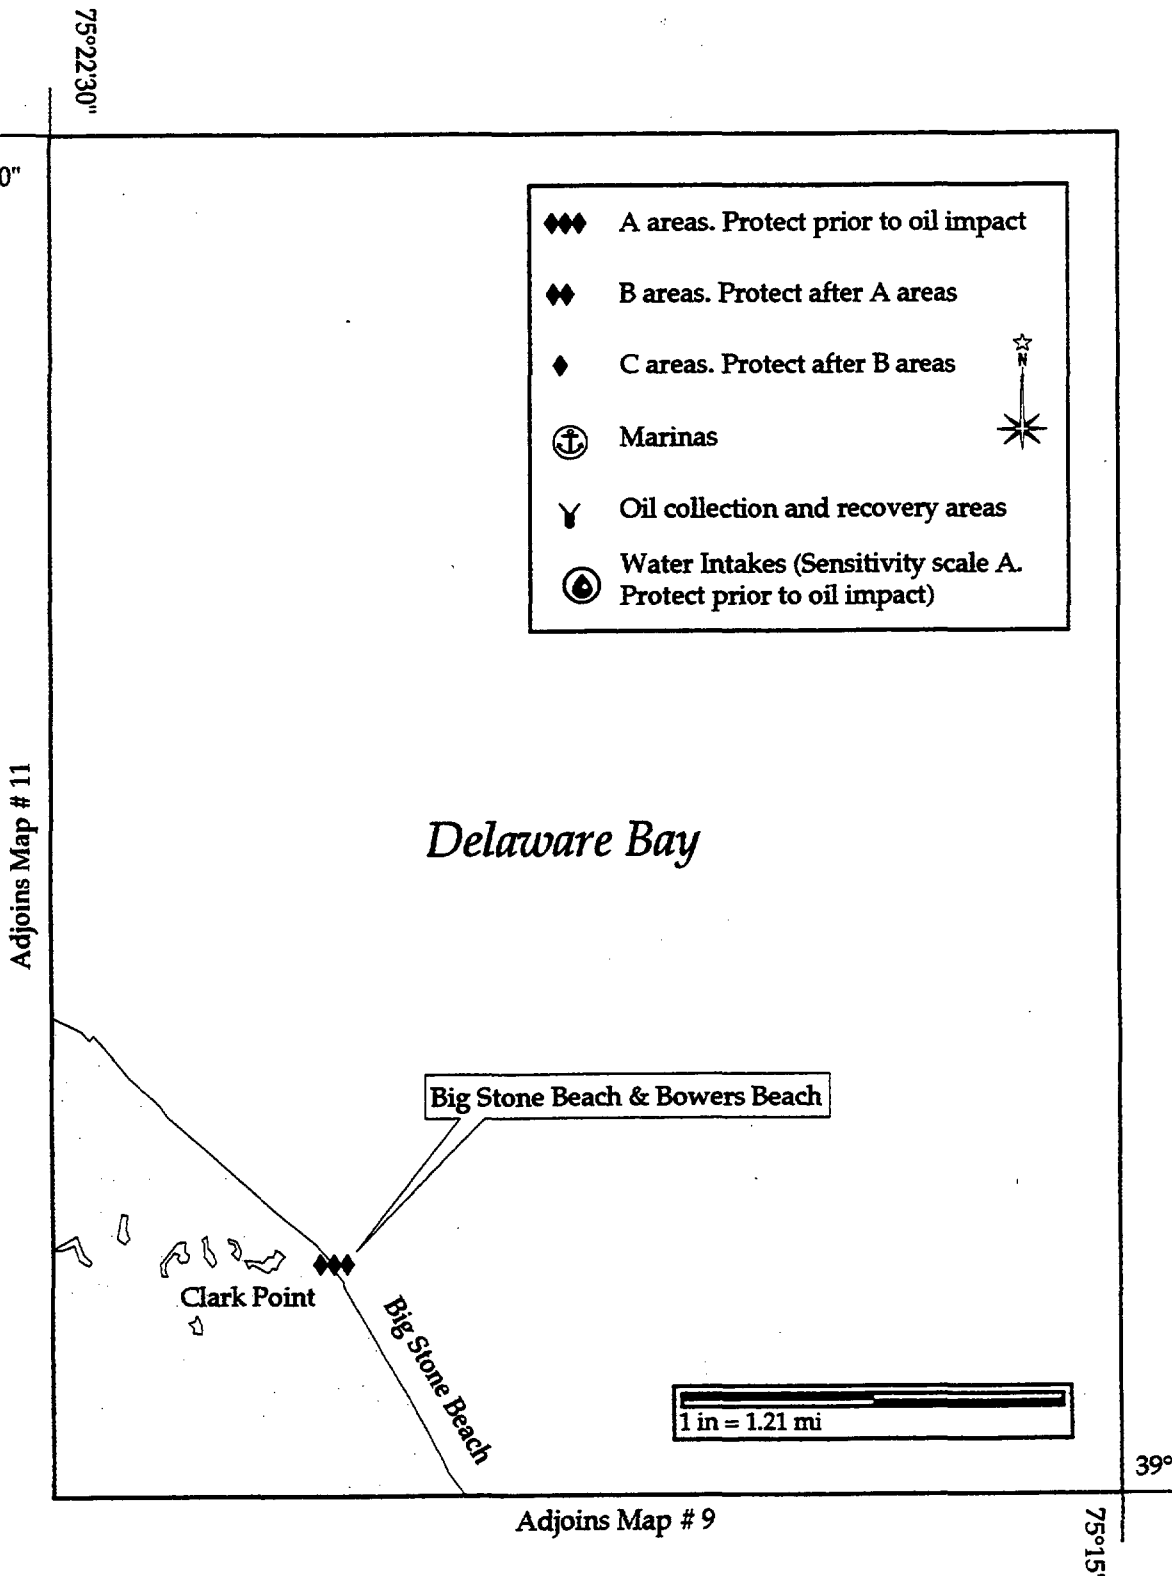 75°22'30"
0"
A areas. Protect prior to oil impact
B areas. Protect after A areas
C areas. Protect after B areas
N
Marinas
Oil collection and recovery areas
Water Intakes (Sensitivity scale A.
Protect prior to oil impact)
Adjoins Map # 11
Delaware Bay
Big Stone Beach & Bowers Beach
Clark Point
Big Stone Beach
1 in = 1.21 mi
39°
Adjoins Map # 9
75°15'